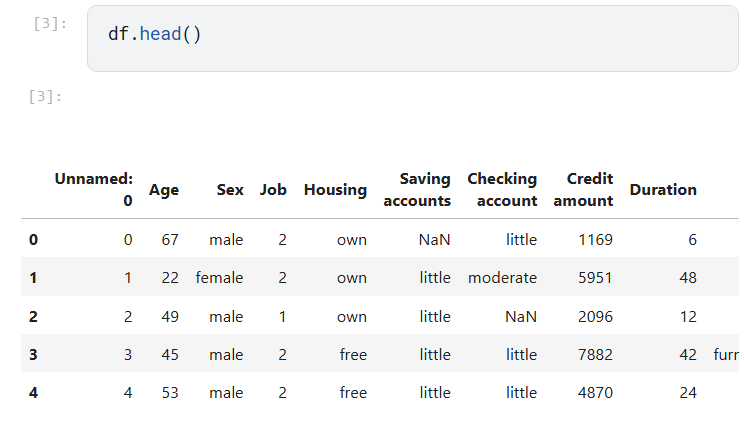 [3]:
df.head()
[3]:
Unnamed: 0 Age Sex Job Housing Saving accounts Checking account Credit amount Duration
0 0 67 male 2 own NaN little 1169 6
1 1 22 female 2 own little moderate 5951 48
2 2 49 male 1 own little NaN 2096 12
3 3 45 male 2 free little little 7882 42
4 4 53 male 2 free little little 4870 24